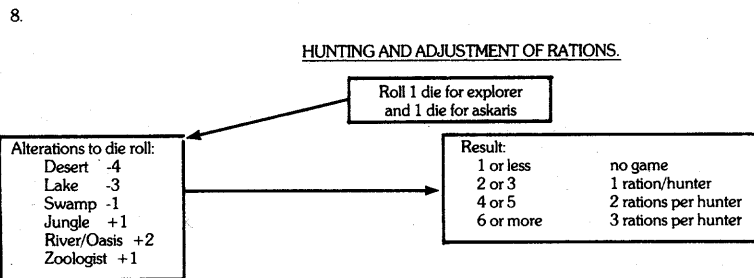 8.
HUNTING AND ADJUSTMENT OF RATIONS.
Roll 1 die for explorer
and 1 die for askaris
Alterations to die roll:
Desert -4
Lake -3
Swamp -1
Jungle +1
River/Oasis +2
Zoologist +1
Result:
1 or less no game
2 or 3 1 ration/hunter
4 or 5 2 rations per hunter
6 or more 3 rations per hunter